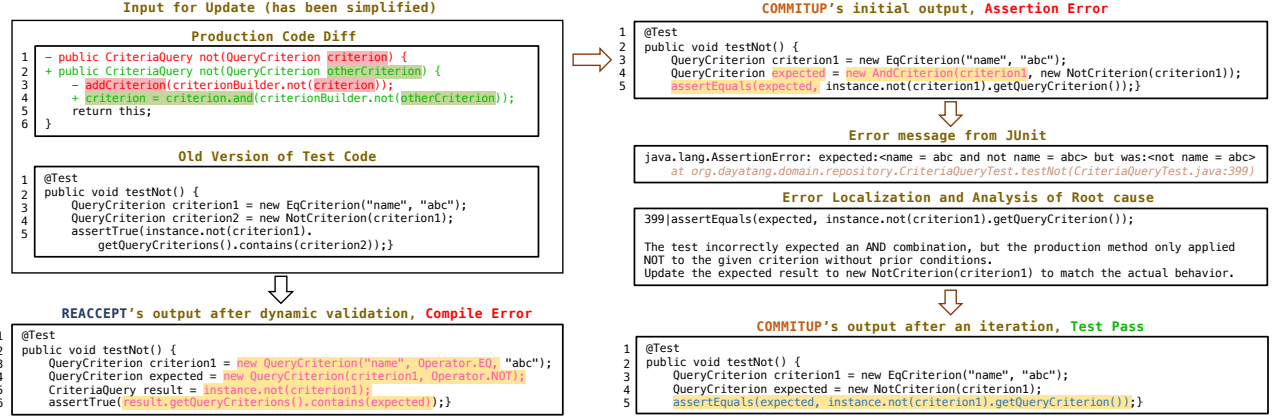 Input for Update (has been simplified)
Production Code Diff
1 - public CriteriaQuery not(QueryCriterion criterion) {
2 + public CriteriaQuery not(QueryCriterion otherCriterion) {
3 - addCriterion(criterionBuilder.not(criterion));
4 + criterion = criterion.and(criterionBuilder.not(otherCriterion));
5 return this;
6 }
Old Version of Test Code
1 @Test
2 public void testNot() {
3 QueryCriterion criterion1 = new EqCriterion("name", "abc");
4 QueryCriterion criterion2 = new NotCriterion(criterion1);
5 assertTrue(instance.not(criterion1).
getQueryCriterions().contains(criterion2));}
REACCEPT's output after dynamic validation, Compile Error
1 @Test
2 public void testNot() {
3 QueryCriterion criterion1 = new QueryCriterion("name", Operator.EQ, "abc");
4 QueryCriterion expected = new QueryCriterion(criterion1, Operator.NOT);
5 CriteriaQuery result = instance.not(criterion1);
6 assertTrue(result.getQueryCriterions().contains(expected));}
COMMITUP's initial output, Assertion Error
1 @Test
2 public void testNot() {
3 QueryCriterion criterion1 = new EqCriterion("name", "abc");
4 QueryCriterion expected = new AndCriterion(criterion1, new NotCriterion(criterion1));
5 assertEquals(expected, instance.not(criterion1).getQueryCriterion());}
Error message from JUnit
java.lang.AssertionError: expected:<name = abc and not name = abc> but was:<not name = abc>
at org.dayatang.domain.repository.CriteriaQueryTest.testNot(CriteriaQueryTest.java:399)
Error Localization and Analysis of Root cause
399|assertEquals(expected, instance.not(criterion1).getQueryCriterion());
The test incorrectly expected an AND combination, but the production method only applied
NOT to the given criterion without prior conditions.
Update the expected result to new NotCriterion(criterion1) to match the actual behavior.
COMMITUP's output after an iteration, Test Pass
1 @Test
2 public void testNot() {
3 QueryCriterion criterion1 = new EqCriterion("name", "abc");
4 QueryCriterion expected = new NotCriterion(criterion1);
5 assertEquals(expected, instance.not(criterion1).getQueryCriterion());}